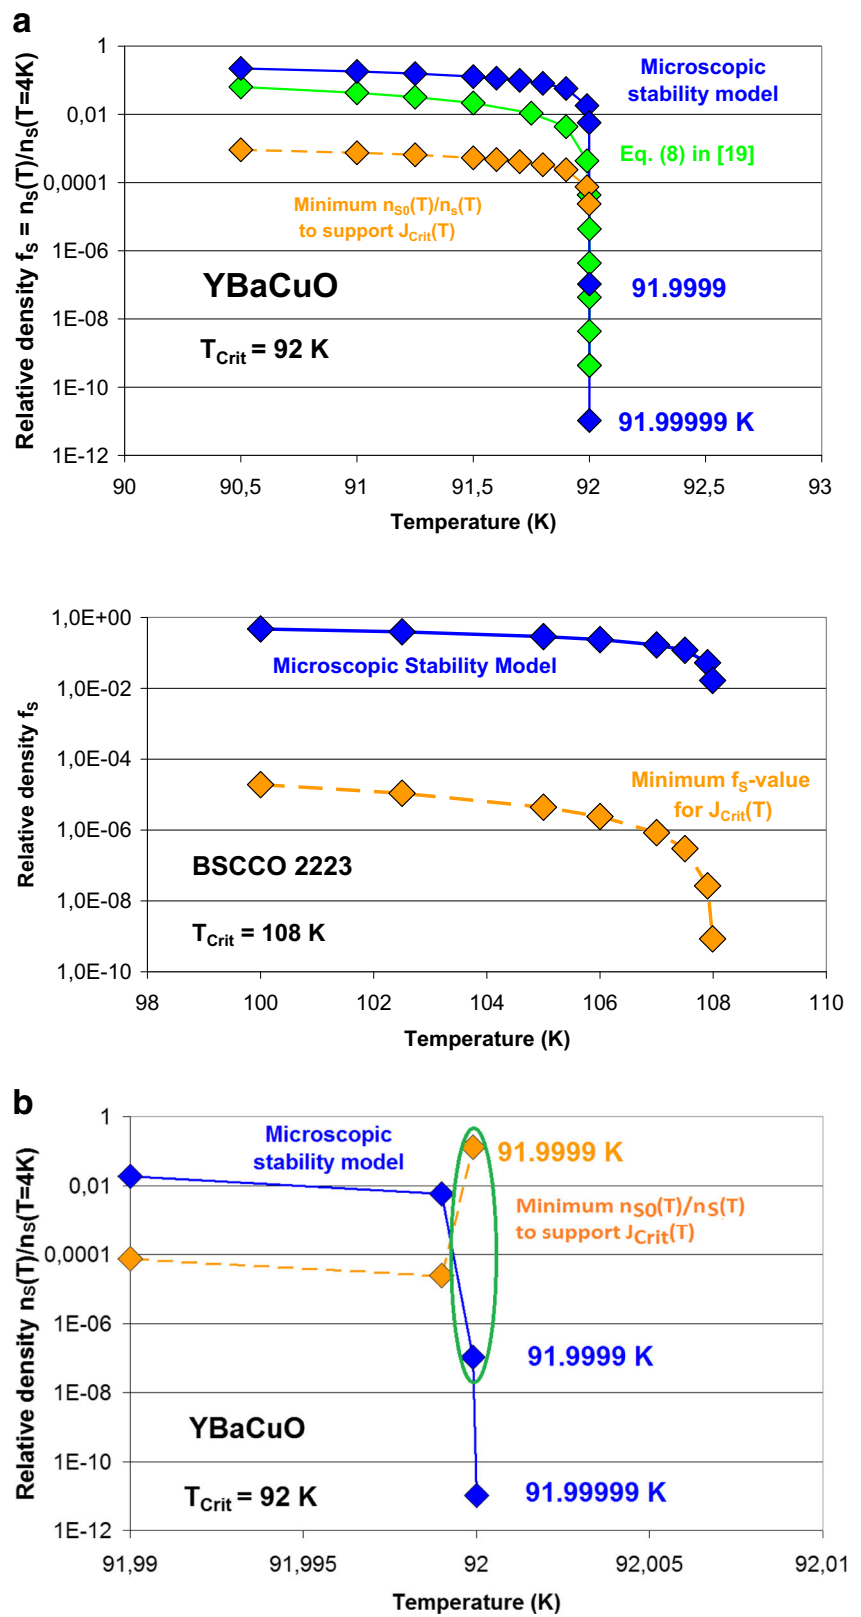 a
Relative density fS = nS(T)/nS(T=4K)
1
0,01
0,0001
1E-06
1E-08
1E-10
1E-12
Microscopic
stability model
Eq. (8) in [19]
Minimum nS0(T)/ns(T)
to support JCrit(T)
YBaCuO
91.9999
TCrit = 92 K
91.99999 K
90
90,5
91
91,5
92
92,5
93
Temperature (K)
Relative density fS
1,0E+00
1,0E-02
1,0E-04
1,0E-06
1,0E-08
1,0E-10
Microscopic Stability Model
Minimum fS-value
for JCrit(T)
BSCCO 2223
TCrit = 108 K
98
100
102
104
106
108
110
Temperature (K)
b
Relative density nS(T)/nS(T=4K)
1
0,01
0,0001
1E-06
1E-08
1E-10
1E-12
Microscopic
stability model
91.9999 K
Minimum nS0(T)/nS(T)
to support JCrit(T)
91.9999 K
YBaCuO
TCrit = 92 K
91.99999 K
91,99
91,995
92
92,005
92,01
Temperature (K)